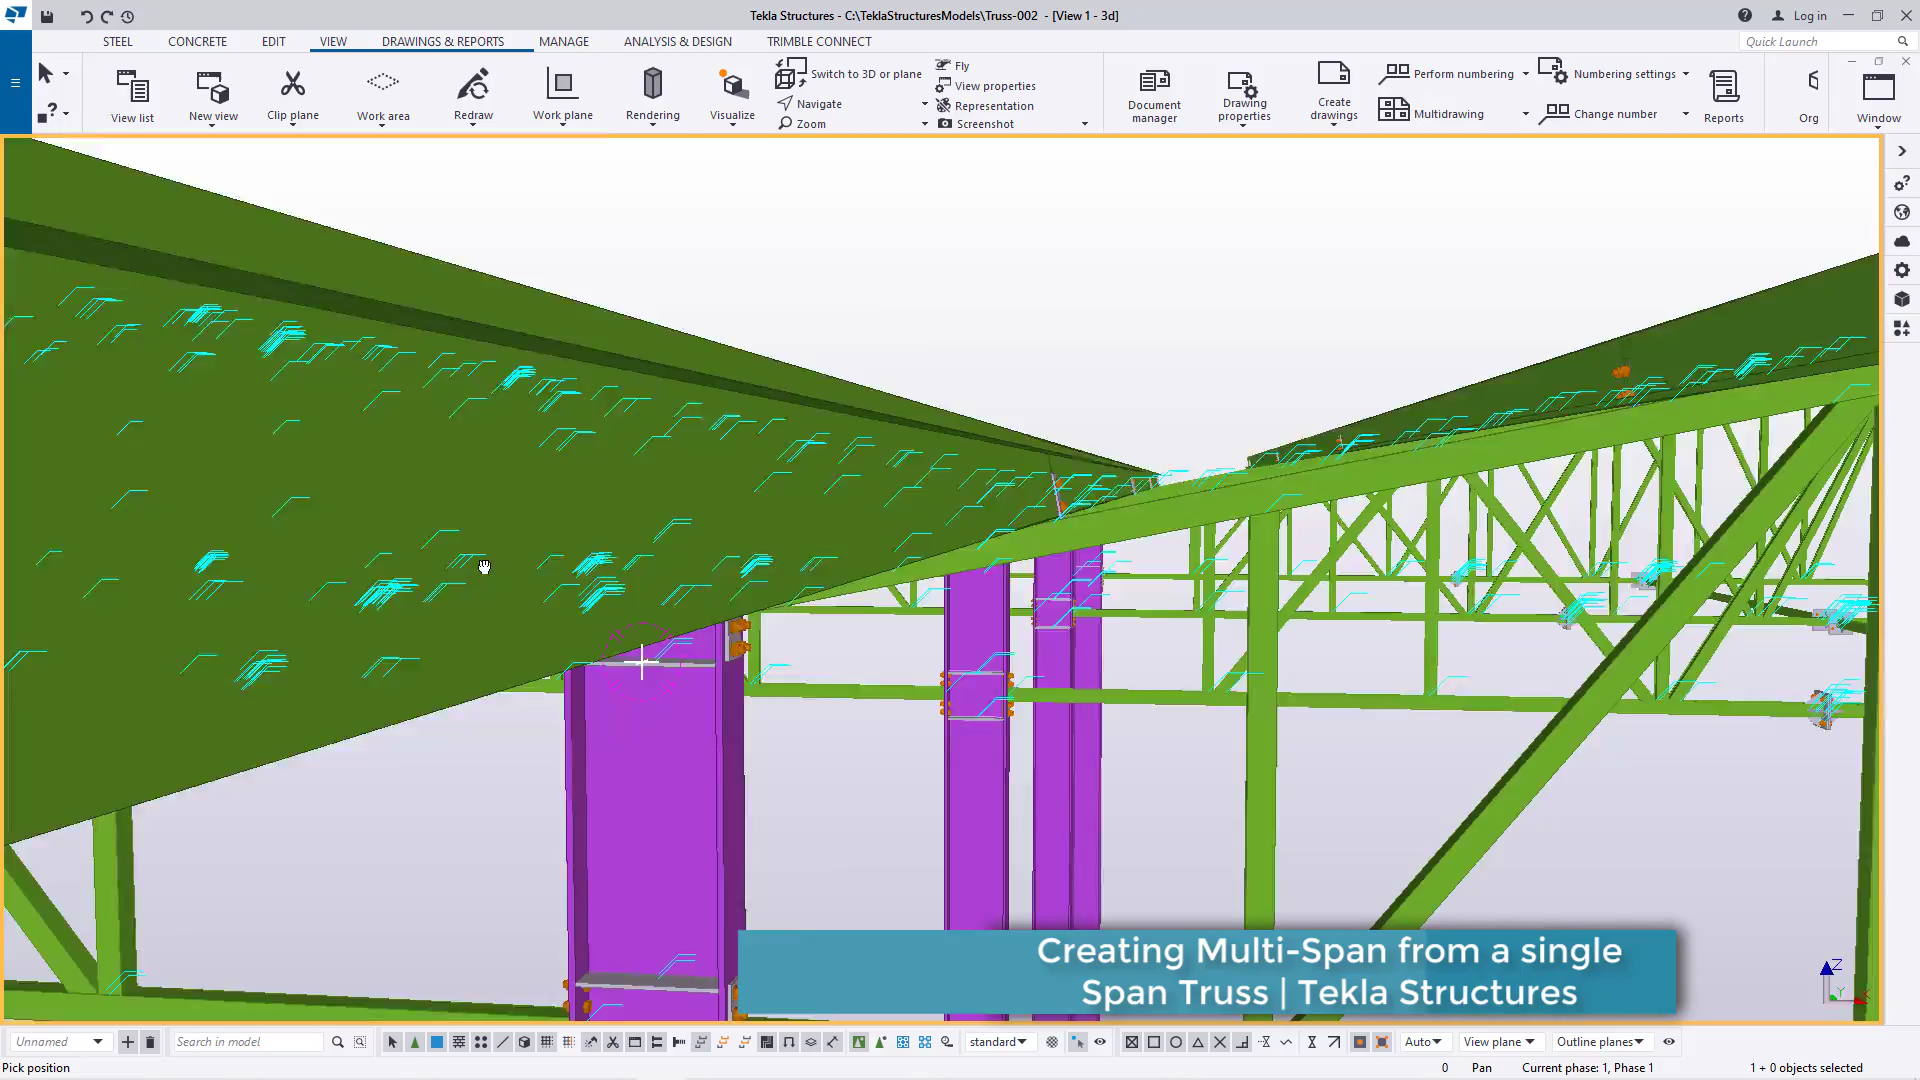 Tekla Structures - C:\TeklaStructuresModels\Truss-002 - [View 1 - 3d]
Log in
STEEL
CONCRETE
EDIT
VIEW
DRAWINGS & REPORTS
MANAGE
ANALYSIS & DESIGN
TRIMBLE CONNECT
Quick Launch
View list
New view
Clip plane
Work area
Redraw
Work plane
Rendering
Visualize
Switch to 3D or plane
Navigate
Zoom
Fly
View properties
Representation
Screenshot
Document
manager
Drawing
properties
Create
drawings
Perform numbering
Multidrawing
Numbering settings
Change number
Reports
Org
Window
Creating Multi-Span from a single
Span Truss | Tekla Structures
Z
Y
X
Unnamed
Search in model
standard
Auto
View plane
Outline planes
Pick position
0
Pan
Current phase: 1, Phase 1
1 + 0 objects selected